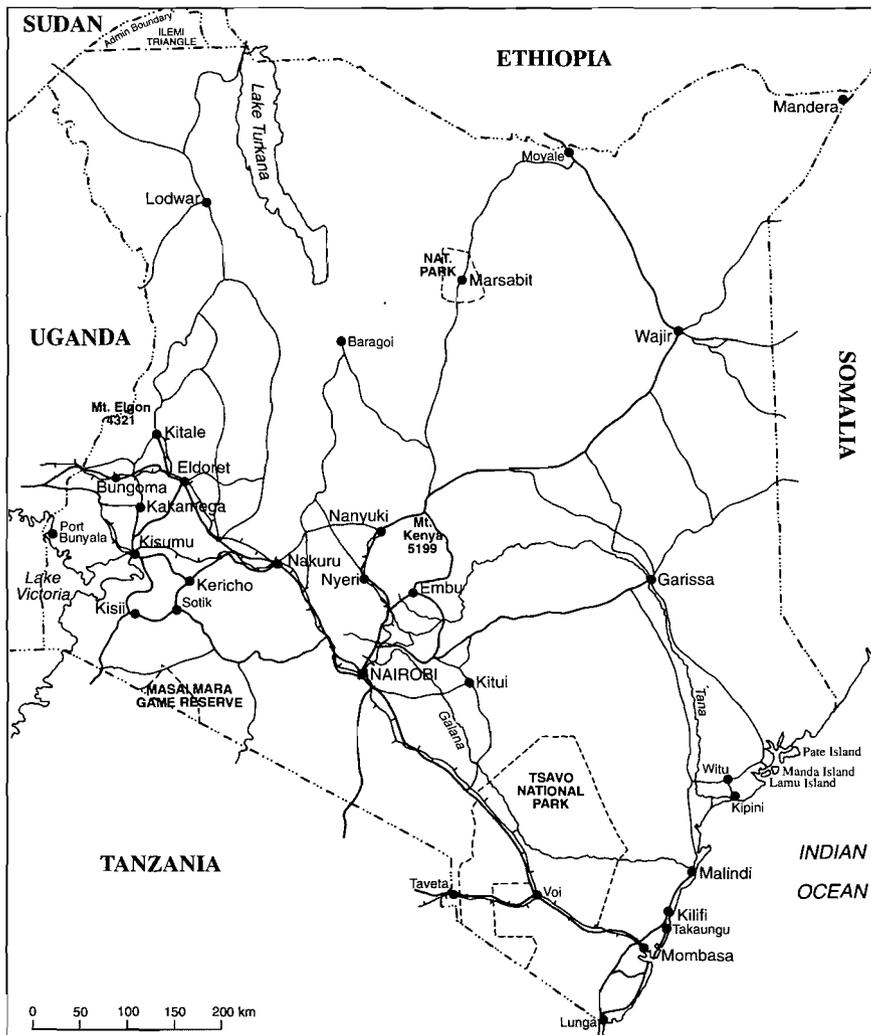 SUDAN
Admin Boundary
ILEMI
TRIANGLE
ETHIOPIA
Mandera
Lake Turkana
Moyale
Lodwar
NAT.
PARK
Marsabit
UGANDA
Baragoi
Wajir
SOMALIA
Mt. Elgon
4321
Kitale
Eldoret
Bungoma
Kakamega
Nanyuki
Mt.
Kenya
5199
Port
Bunyala
Kisumu
Nakuru
Lake
Victoria
Kericho
Nyeri
Embu
Garissa
Kisii
Sotik
NAIROBI
Kitui
MASAI MARA
GAME RESERVE
Galana
Tana
Pate Island
Witu
Manda Island
Lamu Island
TSAVO
NATIONAL
PARK
Kipini
TANZANIA
INDIAN
OCEAN
Malindi
Taveta
Voi
Kilifi
Takaungu
Mombasa
0 50 100 150 200 km
Lunga